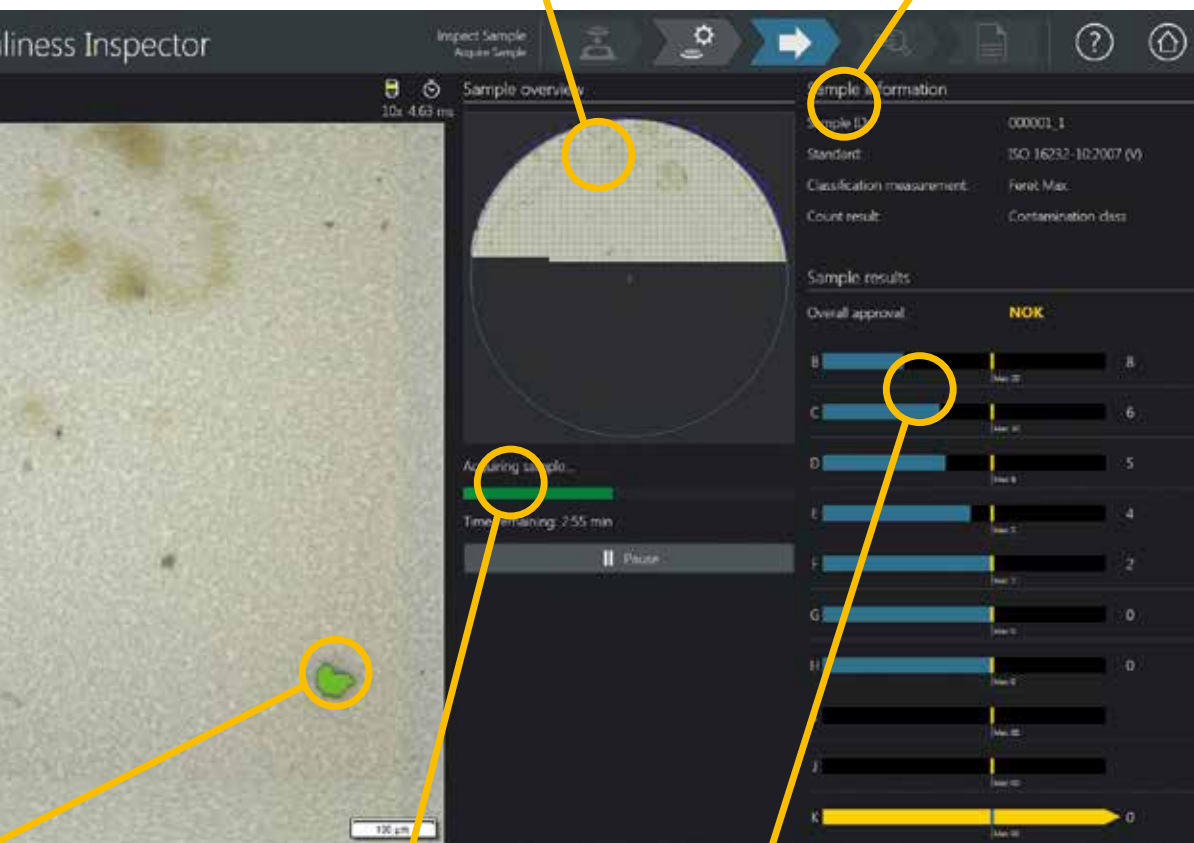 liness Inspector
Inspect Sample
Acquire Sample
?
10x 4.63 ms
Sample overview
Acquiring sample...
Time remaining: 2:55 min
Pause
100 µm
Sample information
Sample ID: 000001_1
Standard: ISO 16232-10:2007 (V)
Classification measurement: Feret Max.
Count result: Contamination class
Sample results
Overall approval: NOK
B 8
C 6
D 5
E 4
F 2
G 0
H 0
J
K 0